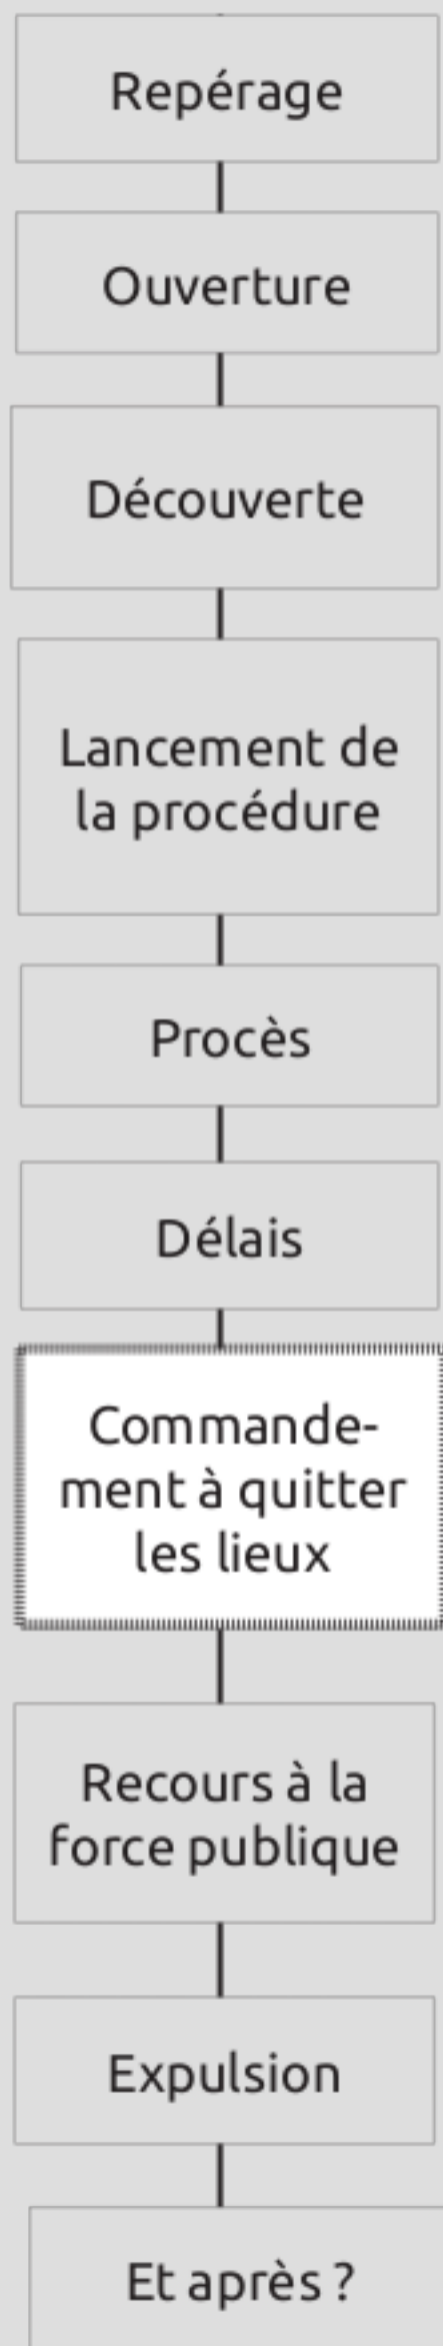 Repérage
Ouverture
Découverte
Lancement de
la procédure
Procès
Délais
Commande-
ment à quitter
les lieux
Recours à la
force publique
Expulsion
Et après ?